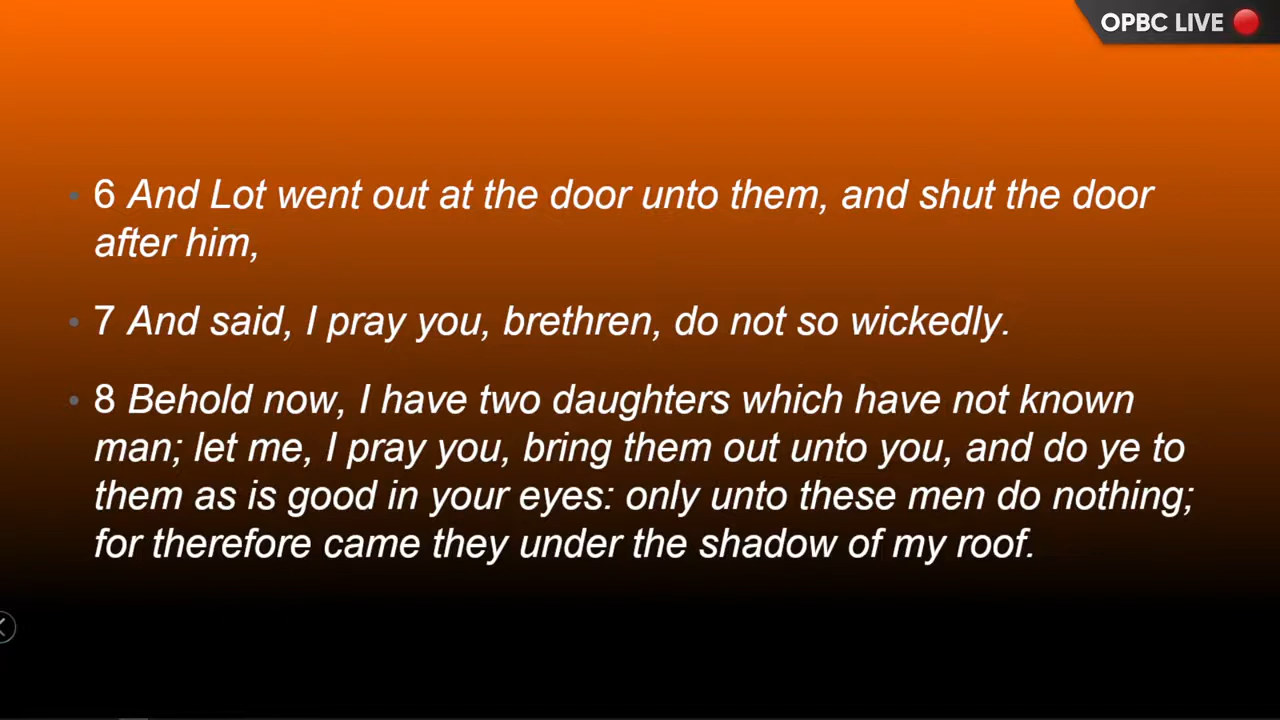 OPBC LIVE
6 And Lot went out at the door unto them, and shut the door
after him,
7 And said, I pray you, brethren, do not so wickedly.
8 Behold now, I have two daughters which have not known
man; let me, I pray you, bring them out unto you, and do ye to
them as is good in your eyes: only unto these men do nothing;
for therefore came they under the shadow of my roof.